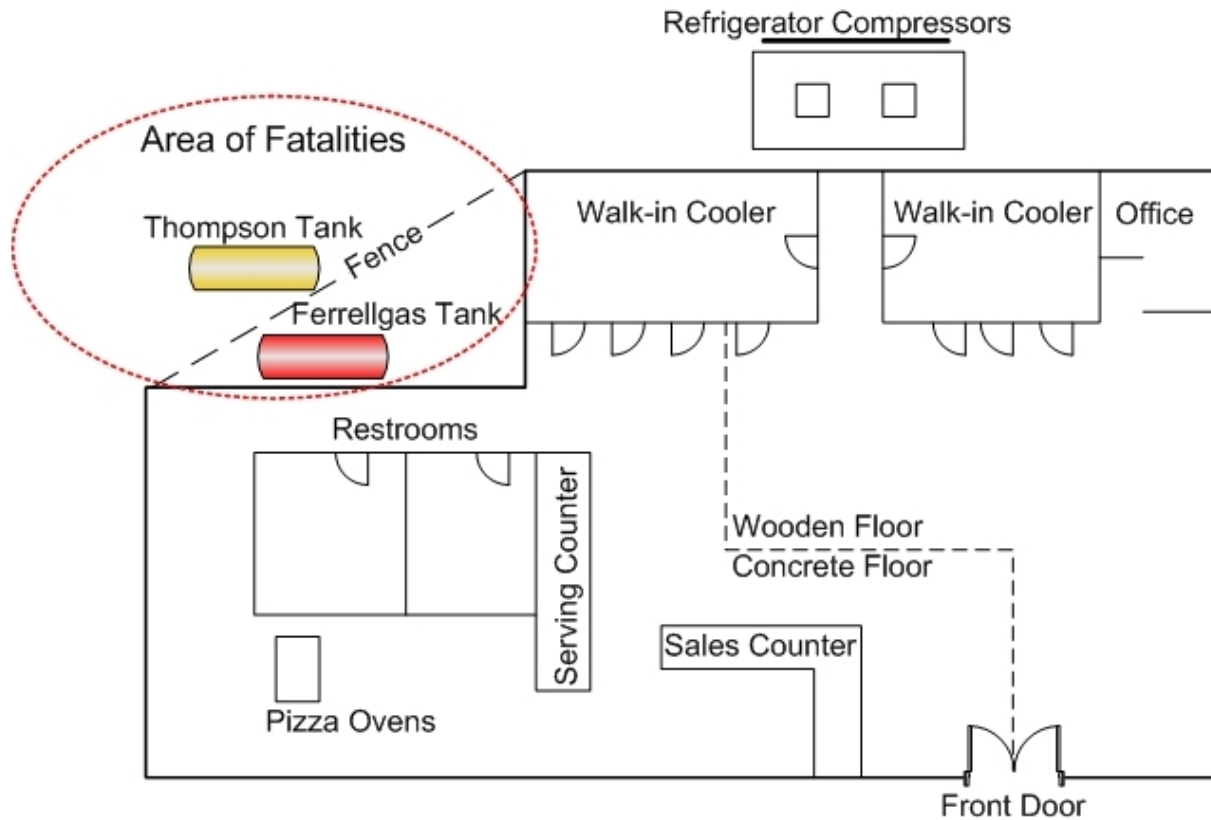 Refrigerator Compressors
Area of Fatalities
Thompson Tank
Fence
Ferrellgas Tank
Walk-in Cooler
Walk-in Cooler
Office
Restrooms
Serving Counter
Wooden Floor
Concrete Floor
Sales Counter
Pizza Ovens
Front Door